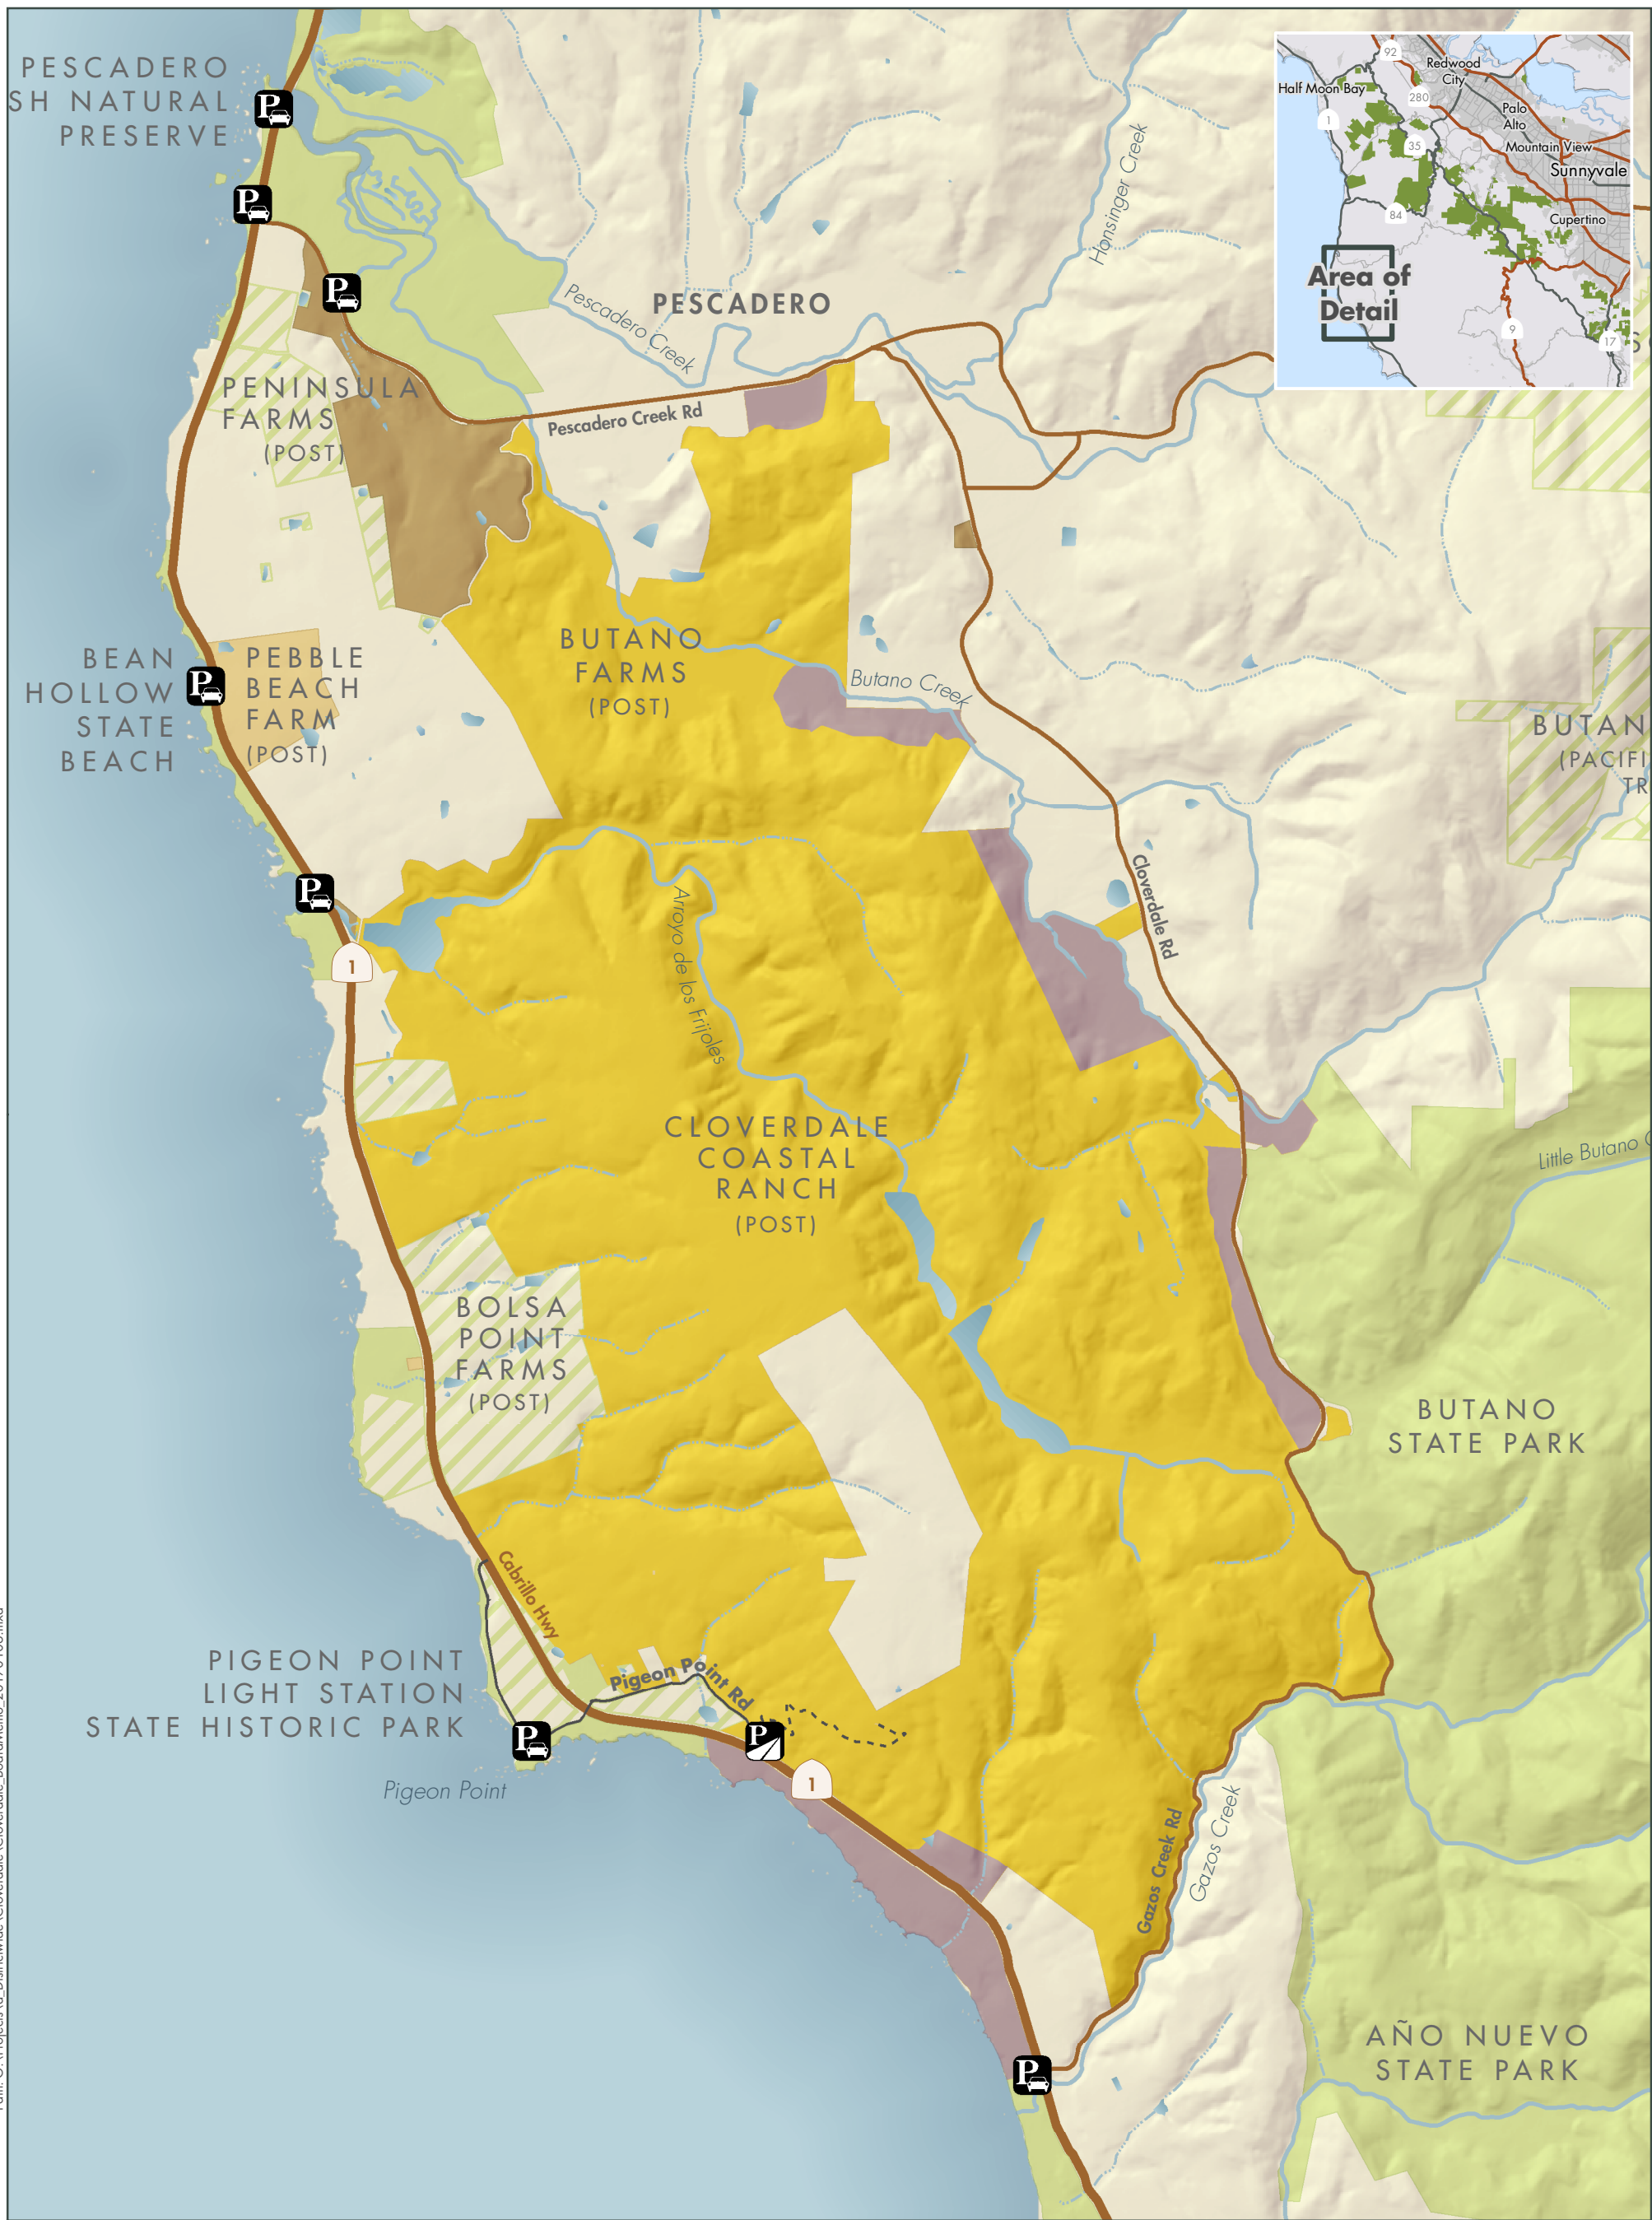 PESCADERO
SH NATURAL
PRESERVE
P
P
P
PENINSULA
FARMS
(POST)
Pescadero Creek
PESCADERO
Pescadero Creek Rd
Honsinger Creek
92
Redwood
City
Half Moon Bay
280
1
Palo
Alto
35
Mountain View
Sunnyvale
84
Cupertino
Area of
Detail
9
17
BEAN
HOLLOW
STATE
BEACH
P
PEBBLE
BEACH
FARM
(POST)
BUTANO
FARMS
(POST)
Butano Creek
BUTAN
(PACIFI
TR
P
1
Arroyo de los Frijoles
Cloverdale Rd
CLOVERDALE
COASTAL
RANCH
(POST)
Little Butano C
BOLSA
POINT
FARMS
(POST)
BUTANO
STATE PARK
Cabrillo Hwy
PIGEON POINT
LIGHT STATION
STATE HISTORIC PARK
Pigeon Point Rd
P
P
Pigeon Point
1
Gazos Creek Rd
Gazos Creek
AÑO NUEVO
STATE PARK
P